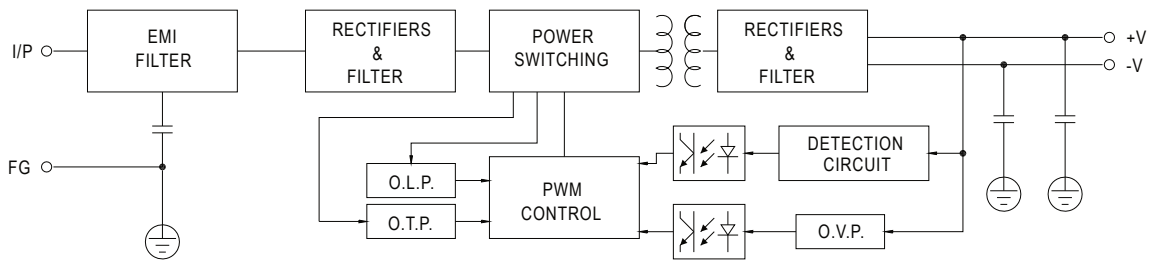 I/P
EMI
FILTER
RECTIFIERS
&
FILTER
POWER
SWITCHING
RECTIFIERS
&
FILTER
+V
-V
FG
O.L.P.
O.T.P.
PWM
CONTROL
DETECTION
CIRCUIT
O.V.P.